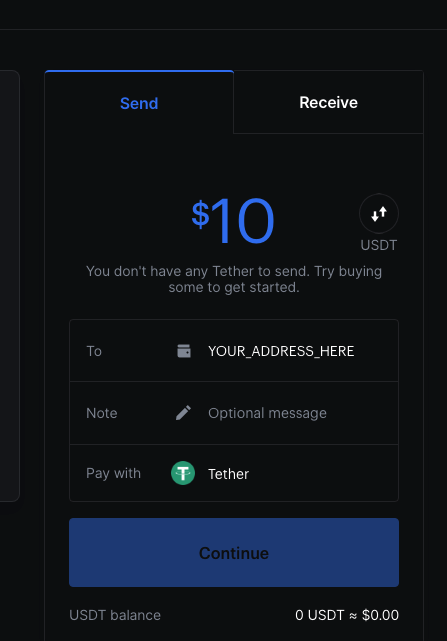 Send
Receive
$10
USDT
You don't have any Tether to send. Try buying
some to get started.
To
YOUR_ADDRESS_HERE
Note
Optional message
Pay with
Tether
Continue
USDT balance
0 USDT ≈ $0.00